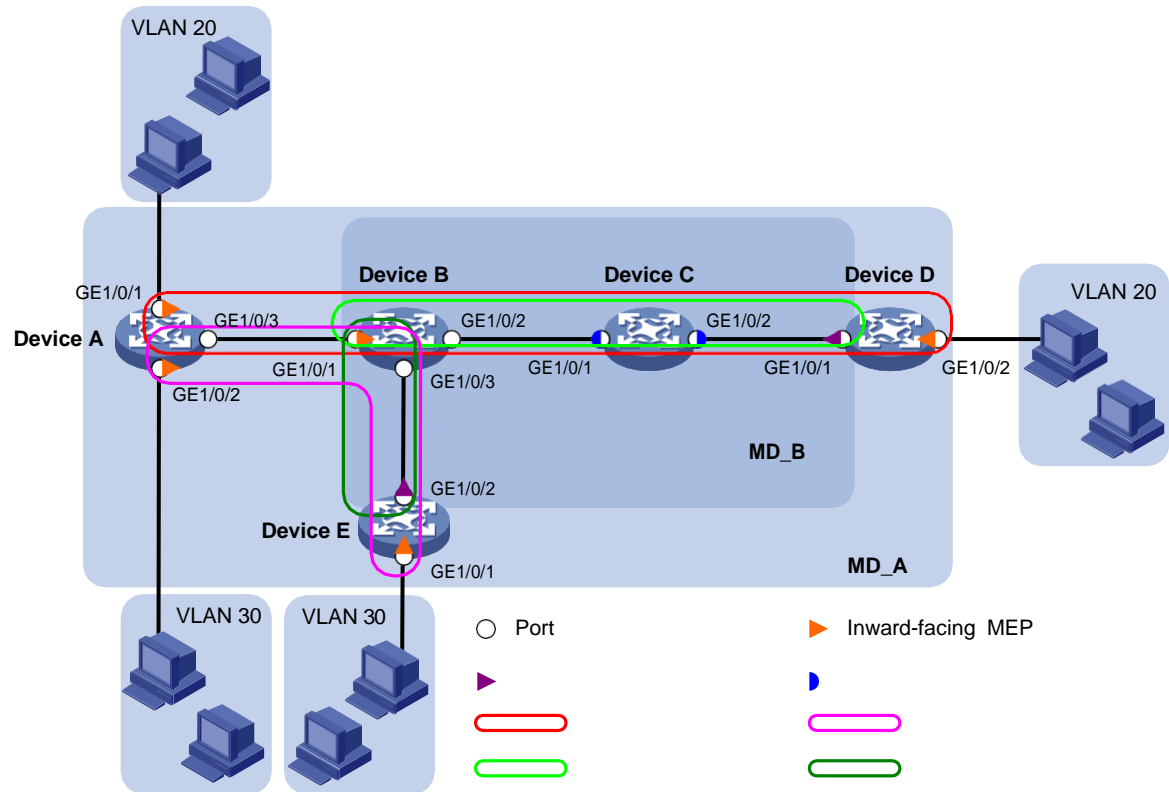 VLAN 20
Device B
Device C
Device D
GE1/0/1
VLAN 20
GE1/0/3
GE1/0/2
GE1/0/2
Device A
GE1/0/1
GE1/0/1
GE1/0/1
GE1/0/2
GE1/0/2
GE1/0/3
MD_B
GE1/0/2
Device E
GE1/0/1
MD_A
VLAN 30
VLAN 30
Port
Inward-facing MEP